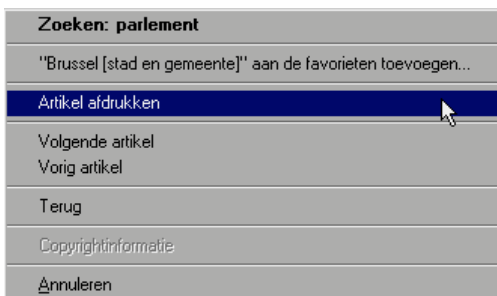 Zoeken: parlement
"Brussel [stad en gemeente]" aan de favorieten toevoegen...
Artikel afdrukken
Volgende artikel
Vorig artikel
Terug
Copyrightinformatie
Annuleren